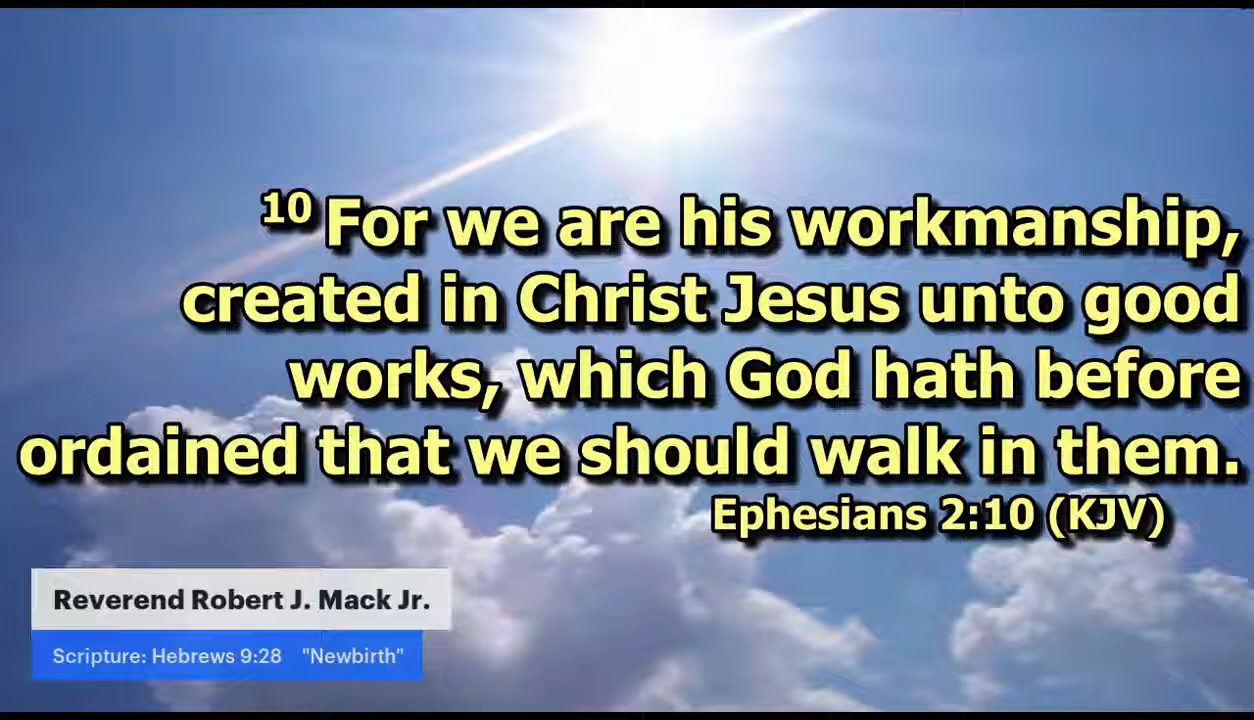 10 For we are his workmanship,
created in Christ Jesus unto good
works, which God hath before
ordained that we should walk in them.
Ephesians 2:10 (KJV)
Reverend Robert J. Mack Jr.
Scripture: Hebrews 9:28 "Newbirth"